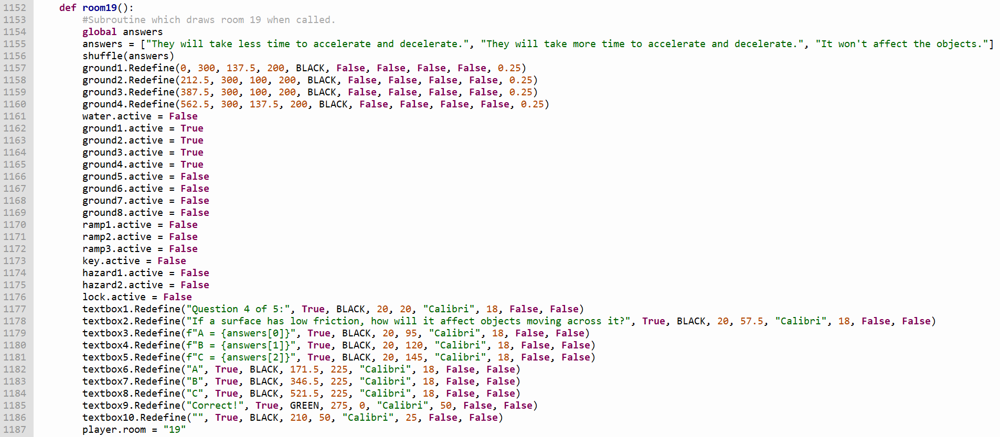 1152 def room19():
1153 #Subroutine which draws room 19 when called.
1154 global answers
1155 answers = ["They will take less time to accelerate and decelerate.", "They will take more time to accelerate and decelerate.", "It won't affect the objects."]
1156 shuffle(answers)
1157 ground1.Redefine(0, 300, 137.5, 200, BLACK, False, False, False, False, 0.25)
1158 ground2.Redefine(212.5, 300, 100, 200, BLACK, False, False, False, False, 0.25)
1159 ground3.Redefine(387.5, 300, 100, 200, BLACK, False, False, False, False, 0.25)
1160 ground4.Redefine(562.5, 300, 137.5, 200, BLACK, False, False, False, False, 0.25)
1161 water.active = False
1162 ground1.active = True
1163 ground2.active = True
1164 ground3.active = True
1165 ground4.active = True
1166 ground5.active = False
1167 ground6.active = False
1168 ground7.active = False
1169 ground8.active = False
1170 ramp1.active = False
1171 ramp2.active = False
1172 ramp3.active = False
1173 key.active = False
1174 hazard1.active = False
1175 hazard2.active = False
1176 lock.active = False
1177 textbox1.Redefine("Question 4 of 5:", True, BLACK, 20, 20, "Calibri", 18, False, False)
1178 textbox2.Redefine("If a surface has low friction, how will it affect objects moving across it?", True, BLACK, 20, 57.5, "Calibri", 18, False, False)
1179 textbox3.Redefine(f"A = {answers[0]}", True, BLACK, 20, 95, "Calibri", 18, False, False)
1180 textbox4.Redefine(f"B = {answers[1]}", True, BLACK, 20, 120, "Calibri", 18, False, False)
1181 textbox5.Redefine(f"C = {answers[2]}", True, BLACK, 20, 145, "Calibri", 18, False, False)
1182 textbox6.Redefine("A", True, BLACK, 171.5, 225, "Calibri", 18, False, False)
1183 textbox7.Redefine("B", True, BLACK, 346.5, 225, "Calibri", 18, False, False)
1184 textbox8.Redefine("C", True, BLACK, 521.5, 225, "Calibri", 18, False, False)
1185 textbox9.Redefine("Correct!", True, GREEN, 275, 0, "Calibri", 50, False, False)
1186 textbox10.Redefine("", True, BLACK, 210, 50, "Calibri", 25, False, False)
1187 player.room = "19"